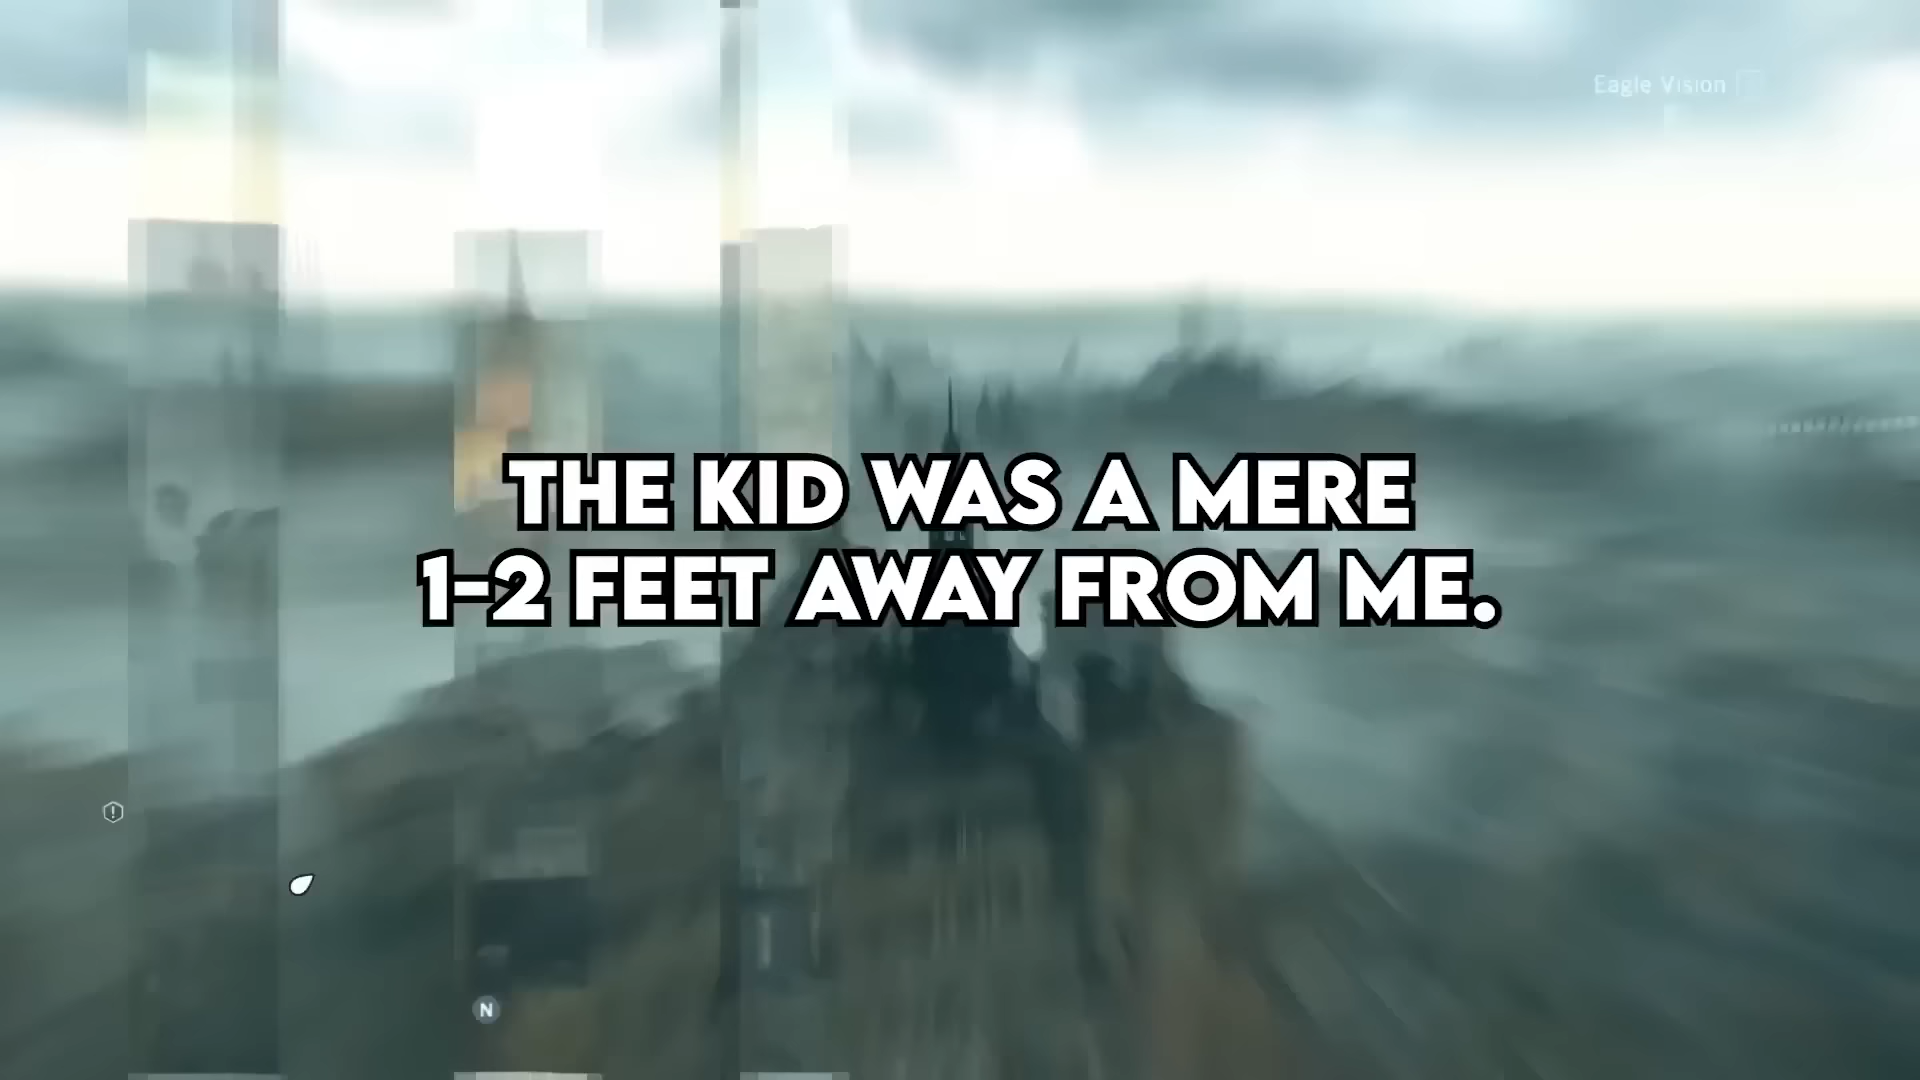 Eagle Vision
THE KID WAS A MERE
1-2 FEET AWAY FROM ME.
!
N